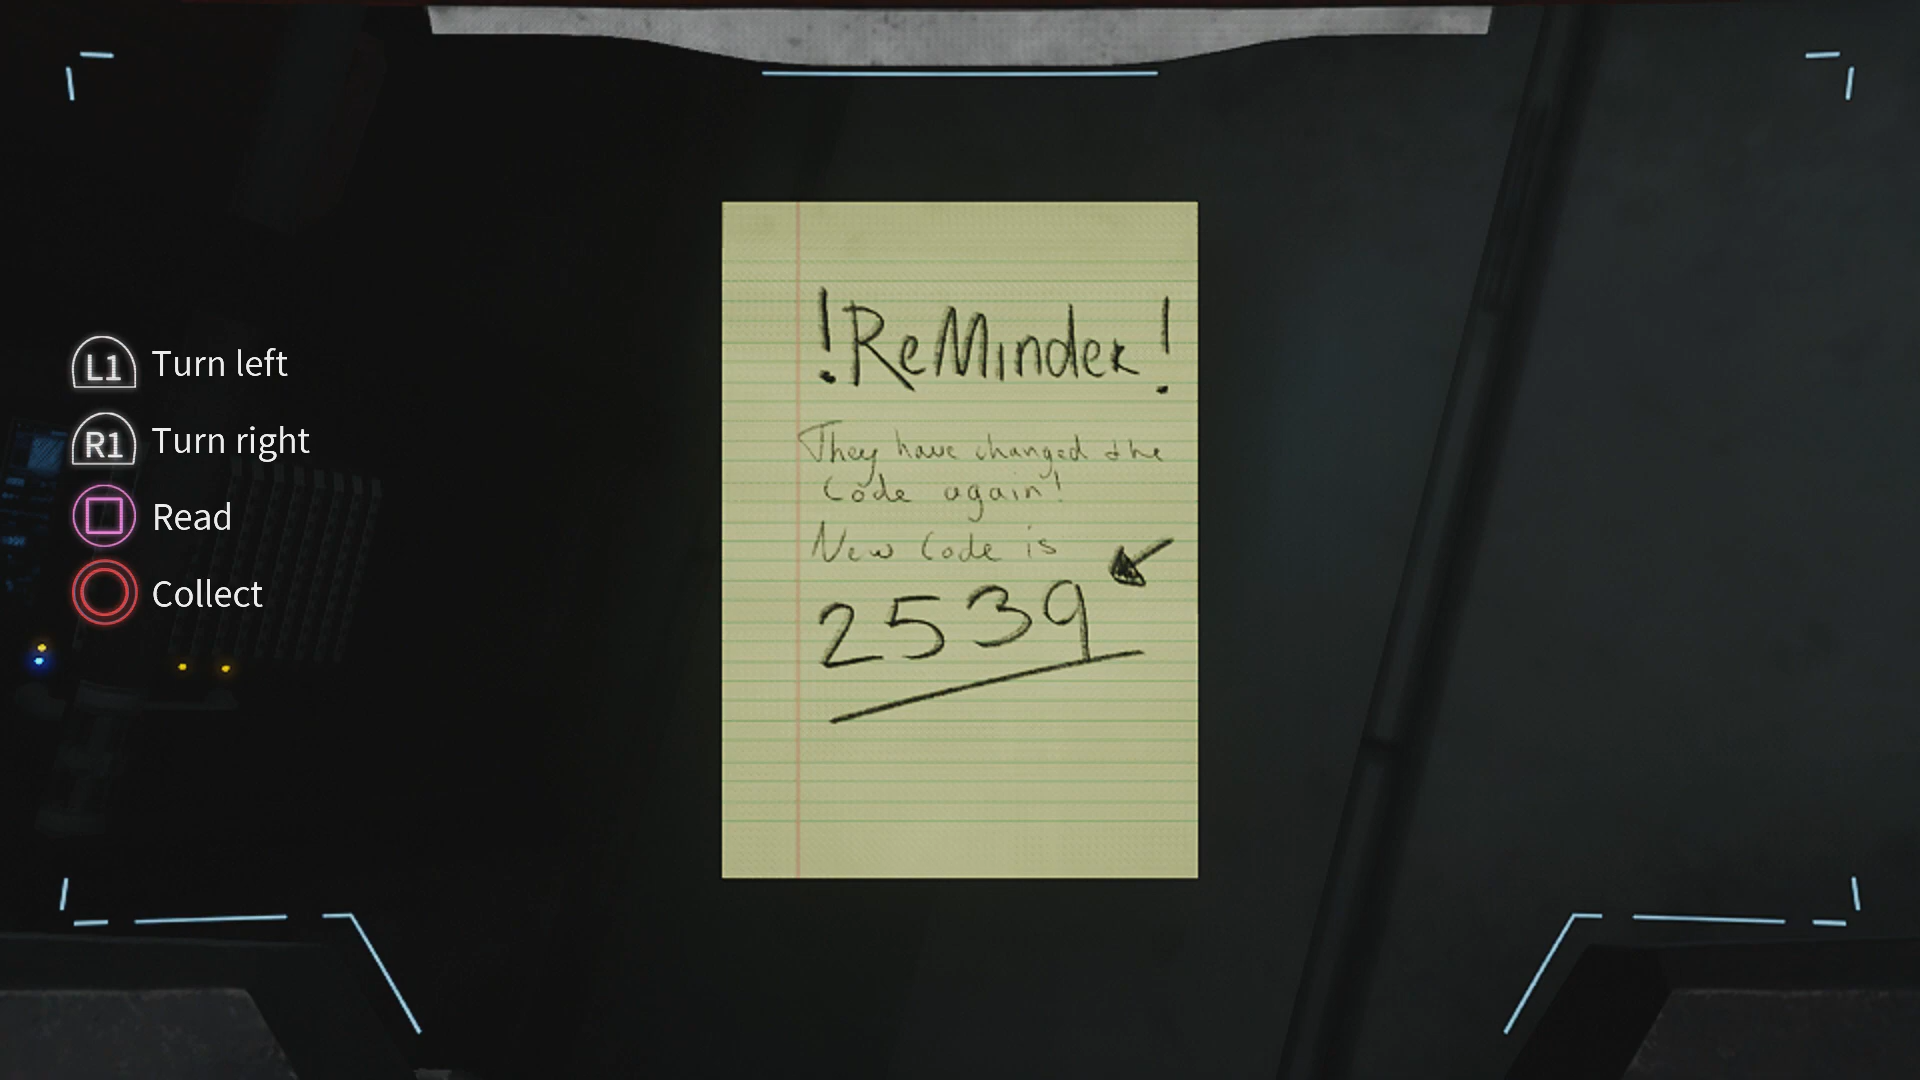 L1 Turn left
R1 Turn right
Read
Collect
!ReMinder!
They have changed the
Code again!
New Code is
2539